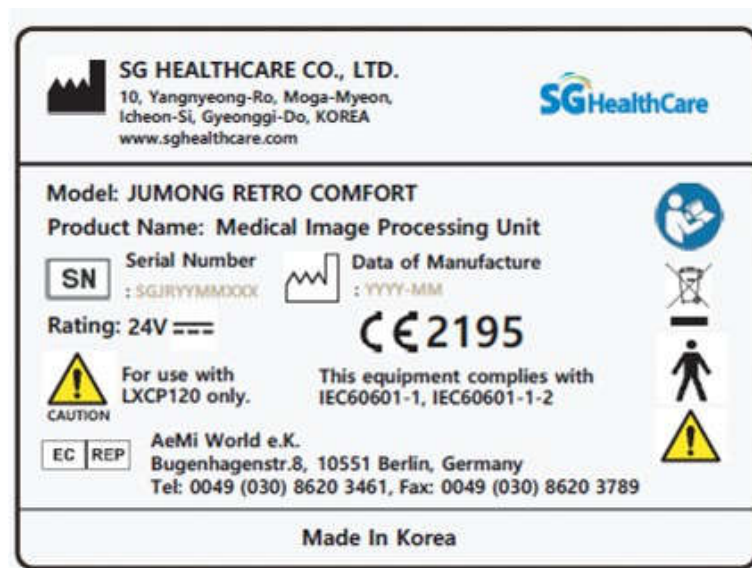 SG HEALTHCARE CO., LTD.
10, Yangnyeong-Ro, Moga-Myeon,
Icheon-Si, Gyeonggi-Do, KOREA
www.sghealthcare.com
SG HealthCare
Model: JUMONG RETRO COMFORT
Product Name: Medical Image Processing Unit
SN
Serial Number
: SGJRYYMMXXX
Data of Manufacture
: YYYY-MM
Rating: 24V
CE 2195
CAUTION
For use with
LXCP120 only.
This equipment complies with
IEC60601-1, IEC60601-1-2
EC REP
AeMi World e.K.
Bugenhagenstr.8, 10551 Berlin, Germany
Tel: 0049 (030) 8620 3461, Fax: 0049 (030) 8620 3789
Made In Korea